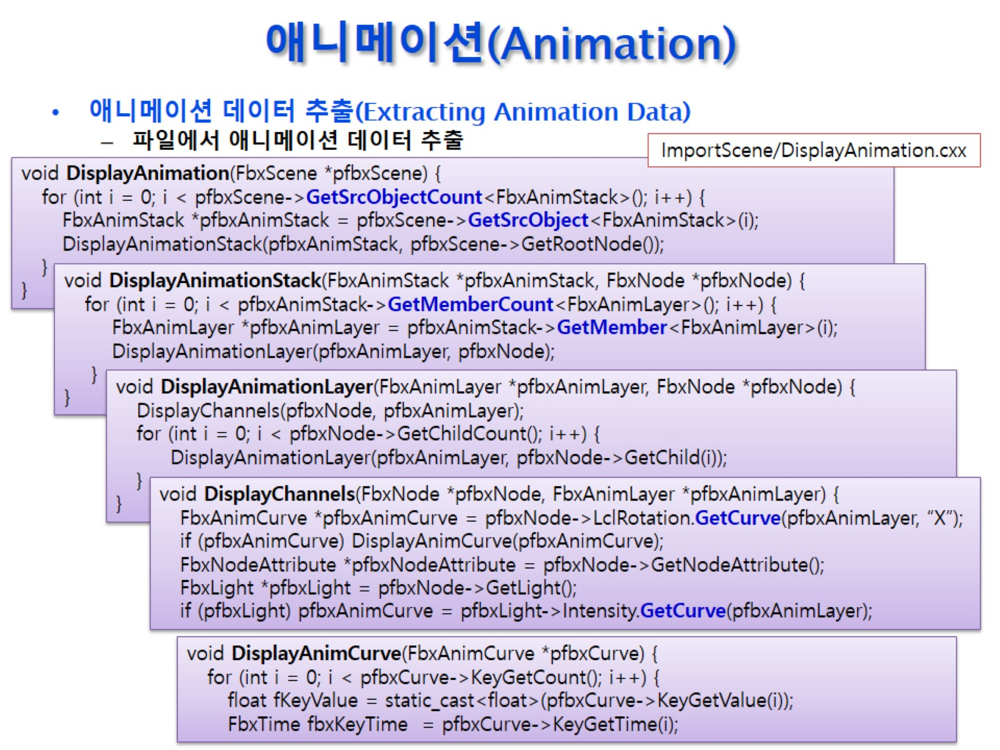 애니메이션(Animation)
• 애니메이션 데이터 추출(Extracting Animation Data)
– 파일에서 애니메이션 데이터 추출
ImportScene/DisplayAnimation.cxx
void DisplayAnimation(FbxScene *pfbxScene) {
for (int i = 0; i < pfbxScene->GetSrcObjectCount<FbxAnimStack>(); i++) {
FbxAnimStack *pfbxAnimStack = pfbxScene->GetSrcObject<FbxAnimStack>(i);
DisplayAnimationStack(pfbxAnimStack, pfbxScene->GetRootNode());
}
}
void DisplayAnimationStack(FbxAnimStack *pfbxAnimStack, FbxNode *pfbxNode) {
for (int i = 0; i < pfbxAnimStack->GetMemberCount<FbxAnimLayer>(); i++) {
FbxAnimLayer *pfbxAnimLayer = pfbxAnimStack->GetMember<FbxAnimLayer>(i);
DisplayAnimationLayer(pfbxAnimLayer, pfbxNode);
}
}
void DisplayAnimationLayer(FbxAnimLayer *pfbxAnimLayer, FbxNode *pfbxNode) {
DisplayChannels(pfbxNode, pfbxAnimLayer);
for (int i = 0; i < pfbxNode->GetChildCount(); i++) {
DisplayAnimationLayer(pfbxAnimLayer, pfbxNode->GetChild(i));
}
}
void DisplayChannels(FbxNode *pfbxNode, FbxAnimLayer *pfbxAnimLayer) {
FbxAnimCurve *pfbxAnimCurve = pfbxNode->LclRotation.GetCurve(pfbxAnimLayer, “X”);
if (pfbxAnimCurve) DisplayAnimCurve(pfbxAnimCurve);
FbxNodeAttribute *pfbxNodeAttribute = pfbxNode->GetNodeAttribute();
FbxLight *pfbxLight = pfbxNode->GetLight();
if (pfbxLight) pfbxAnimCurve = pfbxLight->Intensity.GetCurve(pfbxAnimLayer);
void DisplayAnimCurve(FbxAnimCurve *pfbxCurve) {
for (int i = 0; i < pfbxCurve->KeyGetCount(); i++) {
float fKeyValue = static_cast<float>(pfbxCurve->KeyGetValue(i));
FbxTime fbxKeyTime = pfbxCurve->KeyGetTime(i);